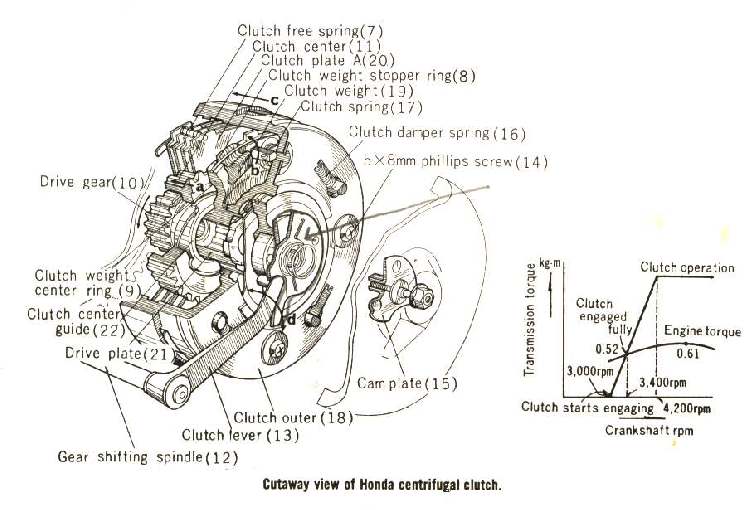 Clutch free spring(7)
Clutch center(11)
Clutch plate A(20)
Clutch weight stopper ring(8)
Clutch weight(19)
Clutch spring(17)
c
Clutch damper spring(16)
8mm phillips screw(14)
Drive gear(10)
a
b
Clutch weight
center ring (9)
Clutch center
guide(22)
Drive plate(21)
d
Cam plate(15)
Clutch outer(18)
Clutch lever(13)
Gear shifting spindle(12)
kg-m
Transmission torque
Clutch operation
Clutch
engaged
fully
Engine torque
0.52
0.61
3,000rpm
3,400rpm
Clutch starts engaging
4,200rpm
Crankshaft rpm
Cutaway view of Honda centrifugal clutch.